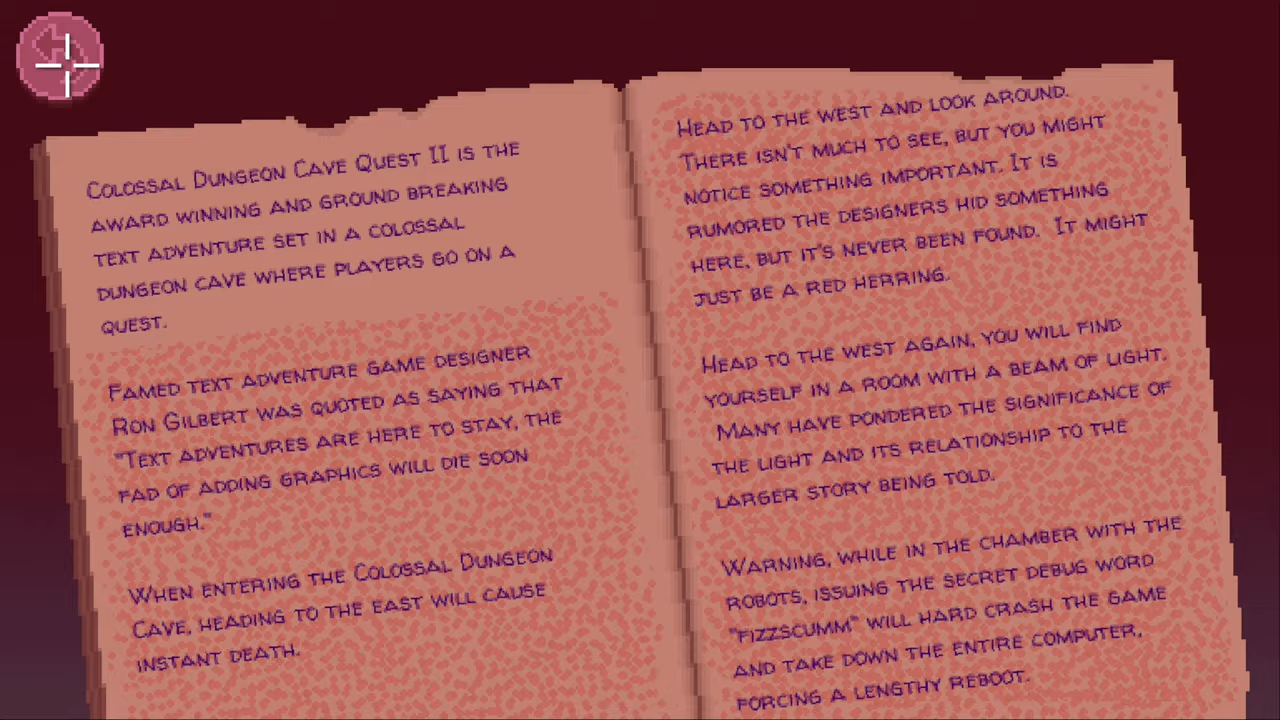 Colossal Dungeon Cave Quest II is the
award winning and ground breaking
text adventure set in a colossal
dungeon cave where players go on a
quest.
Famed text adventure game designer
Ron Gilbert was quoted as saying that
"Text adventures are here to stay, the
fad of adding graphics will die soon
enough."
When entering the Colossal Dungeon
Cave, heading to the east will cause
instant death.
Head to the west and look around.
There isn't much to see, but you might
notice something important. It is
rumored the designers hid something
here, but it's never been found. It might
just be a red herring.
Head to the west again, you will find
yourself in a room with a beam of light.
Many have pondered the significance of
the light and its relationship to the
larger story being told.
Warning, while in the chamber with the
robots, issuing the secret debug word
"fizzscumm" will hard crash the game
and take down the entire computer,
forcing a lengthy reboot.